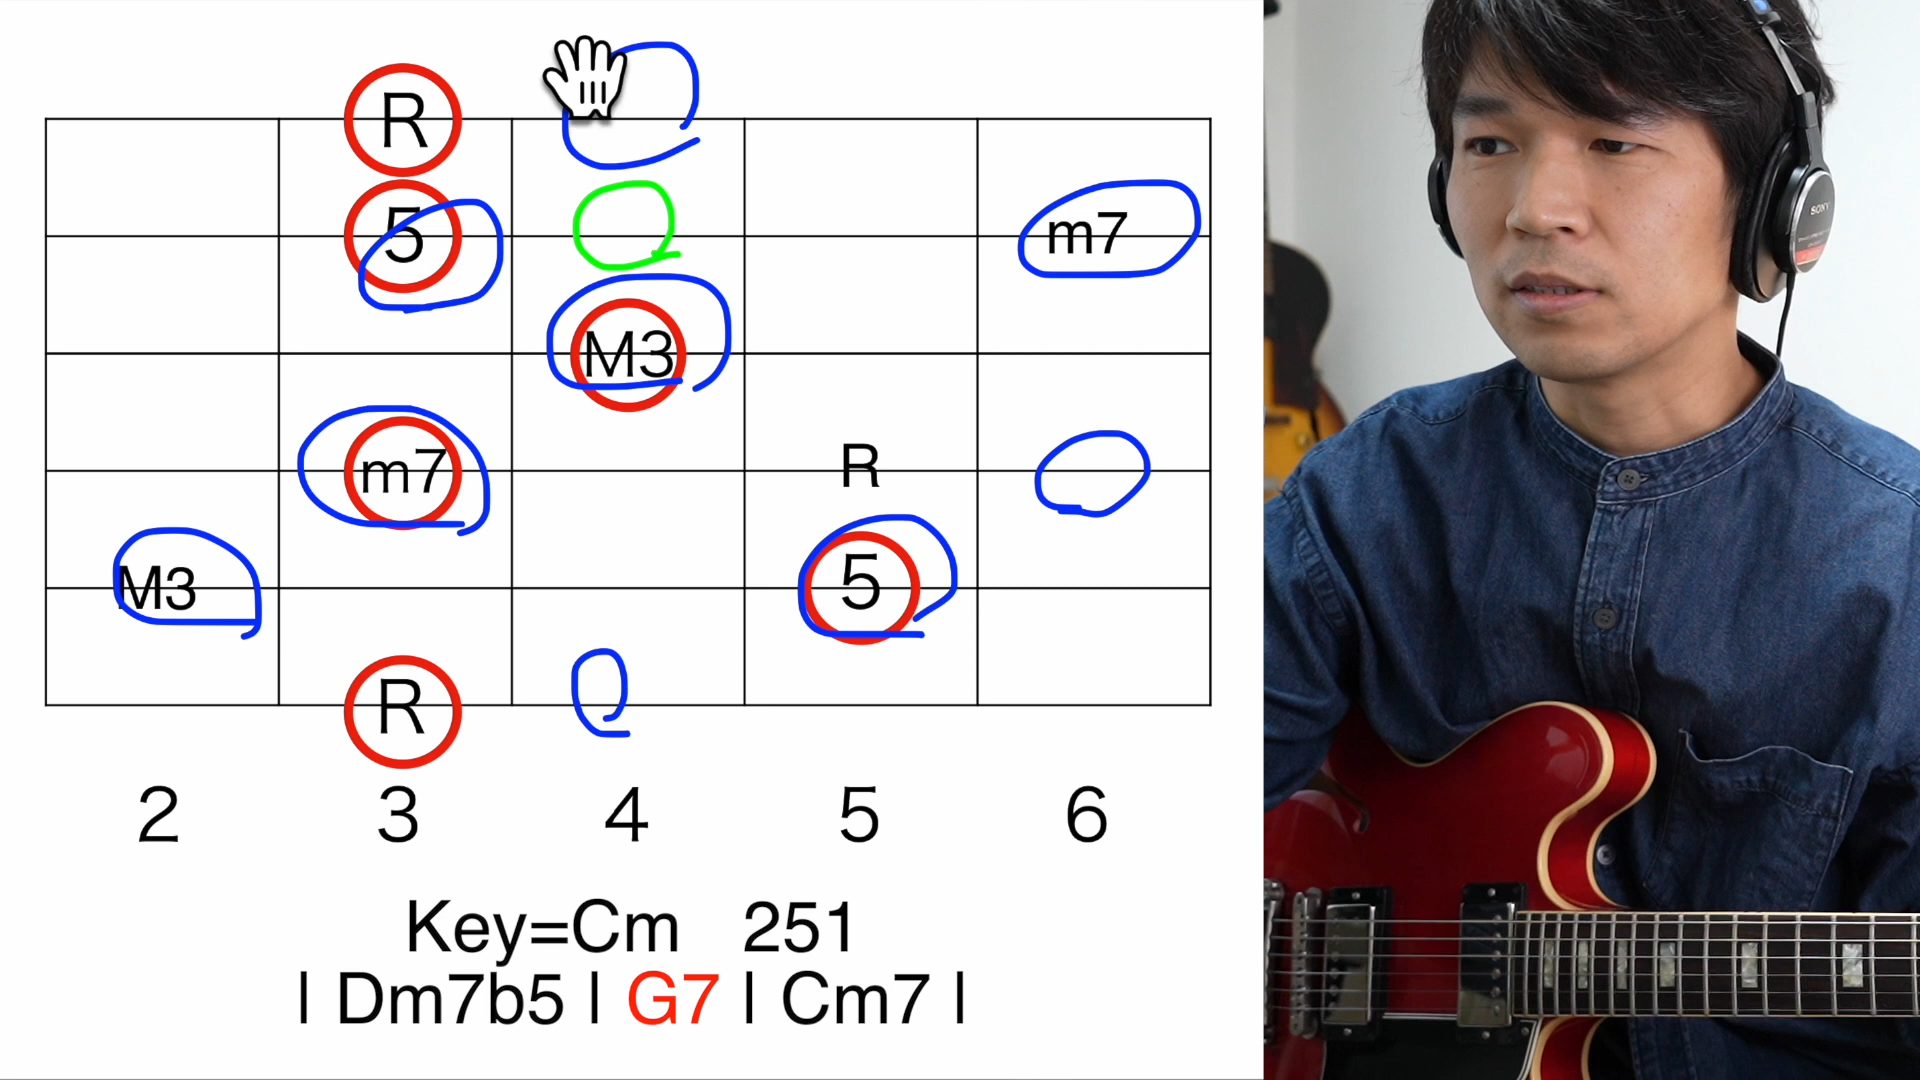 R
5 m7
M3
m7 R
M3 5
R
2 3 4 5 6
Key=Cm 251
| Dm7b5 | G7 | Cm7 |
SONY